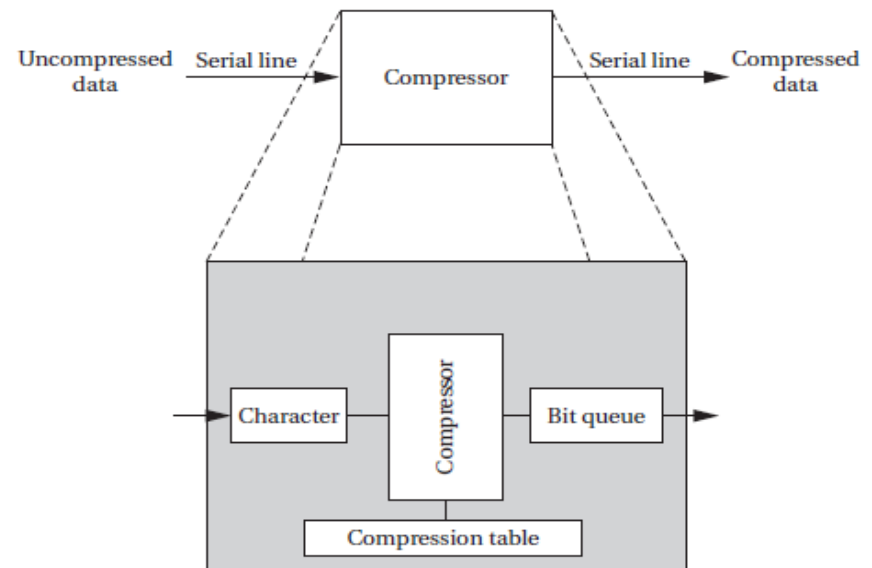 Uncompressed
data
Serial line
Compressor
Serial line
Compressed
data
Character
Compressor
Bit queue
Compression table